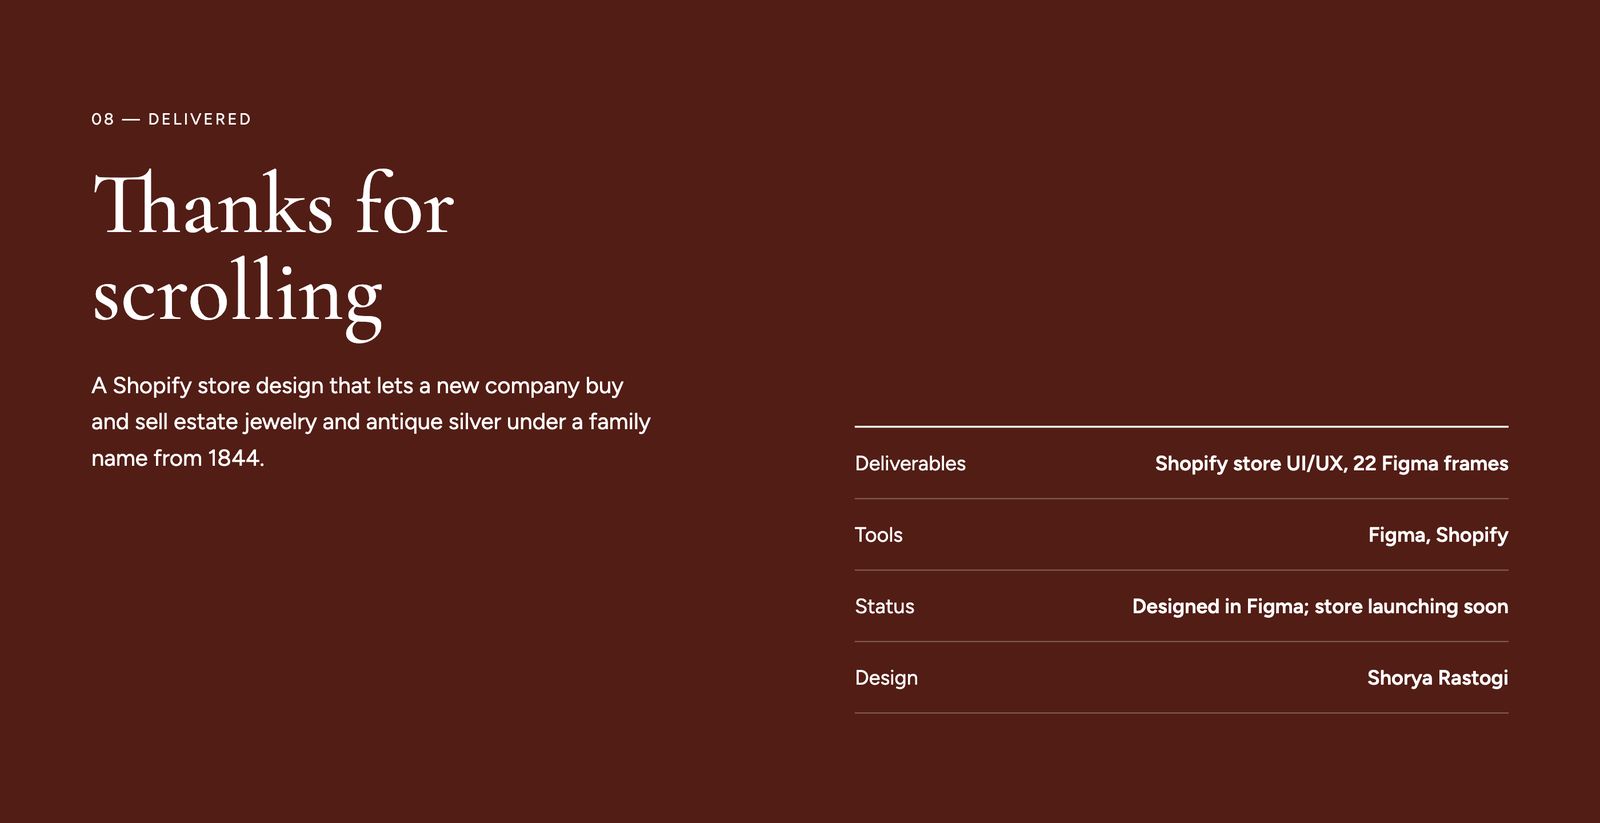 08 — DELIVERED
Thanks for
scrolling
A Shopify store design that lets a new company buy
and sell estate jewelry and antique silver under a family
name from 1844.
Deliverables Shopify store UI/UX, 22 Figma frames
Tools Figma, Shopify
Status Designed in Figma; store launching soon
Design Shorya Rastogi